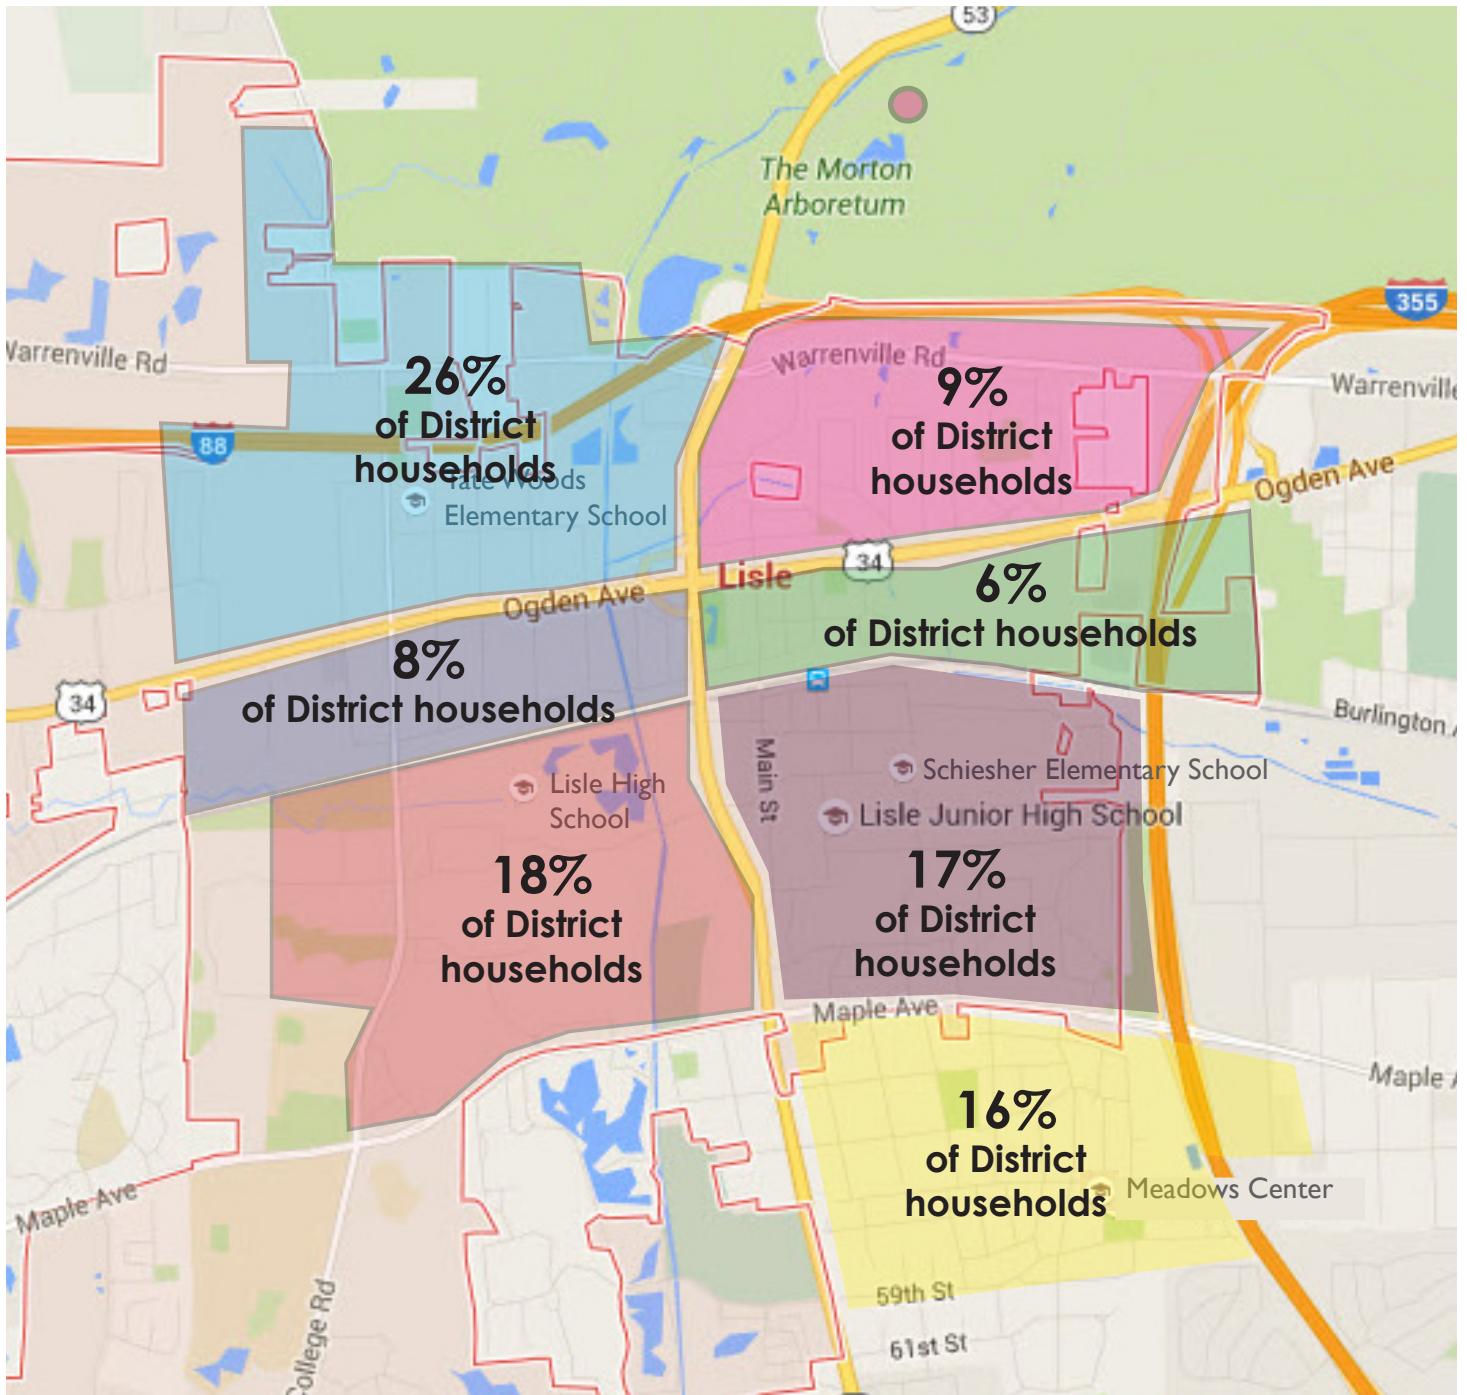 53
The Morton
Arboretum
355
Warrenville Rd
Warrenville Rd
Warrenville
26%
of District
households
9%
of District
households
88
Tate Woods
Elementary School
Ogden Ave
34
Lisle
6%
of District households
Ogden Ave
8%
of District households
34
Burlington
Main St
Lisle High
School
Schiesher Elementary School
Lisle Junior High School
18%
of District
households
17%
of District
households
Maple Ave
Maple
16%
of District
households
Meadows Center
Maple Ave
59th St
61st St
College Rd